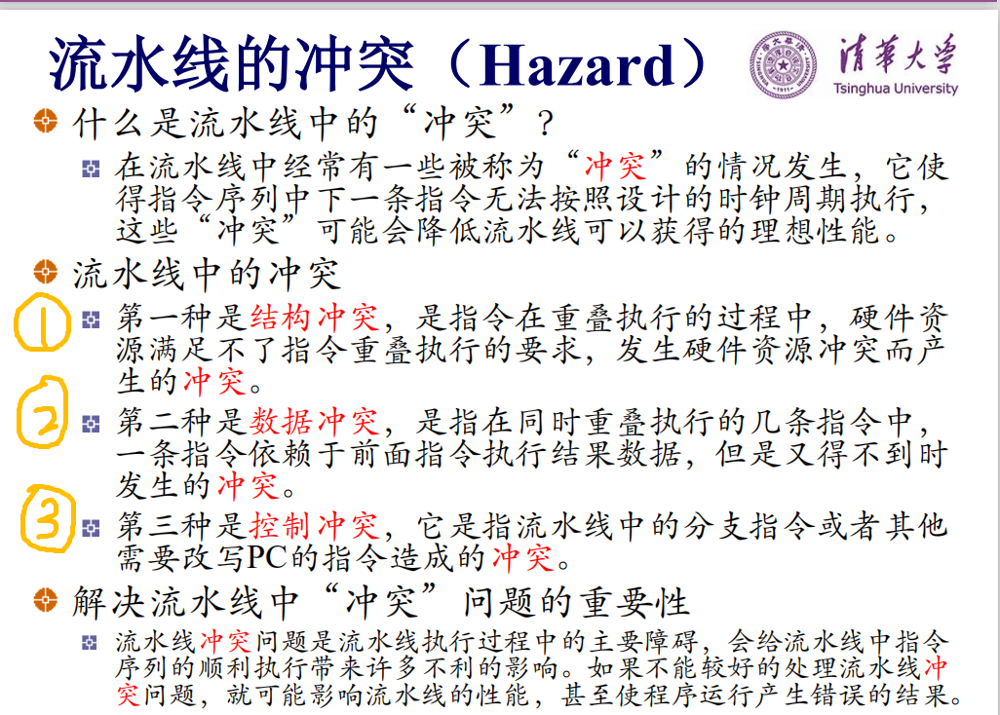 流水线的冲突（Hazard）
清华大学
Tsinghua University
什么是流水线中的“冲突”？
在流水线中经常有一些被称为“冲突”的情况发生，它使
得指令序列中下一条指令无法按照设计的时钟周期执行，
这些“冲突”可能会降低流水线可以获得的理想性能。
流水线中的冲突
① 第一种是结构冲突，是指令在重叠执行的过程中，硬件资
源满足不了指令重叠执行的要求，发生硬件资源冲突而产
生的冲突。
② 第二种是数据冲突，是指在同时重叠执行的几条指令中，
一条指令依赖于前面指令执行结果数据，但是又得不到时
发生的冲突。
③ 第三种是控制冲突，它是指流水线中的分支指令或者其他
需要改写PC的指令造成的冲突。
解决流水线中“冲突”问题的重要性
流水线冲突问题是流水线执行过程中的主要障碍，会给流水线中指令
序列的顺利执行带来许多不利的影响。如果不能较好的处理流水线冲
突问题，就可能影响流水线的性能，甚至使程序运行产生错误的结果。